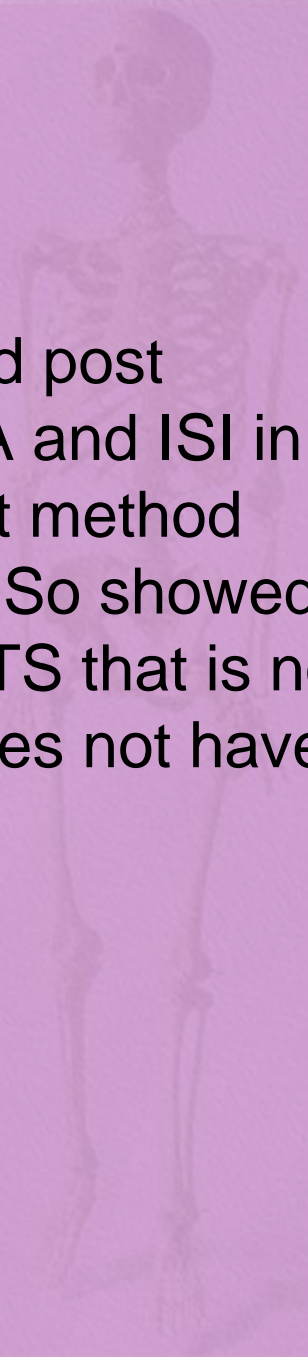 d post
and ISI in
t method
So showed
TS that is
es not have